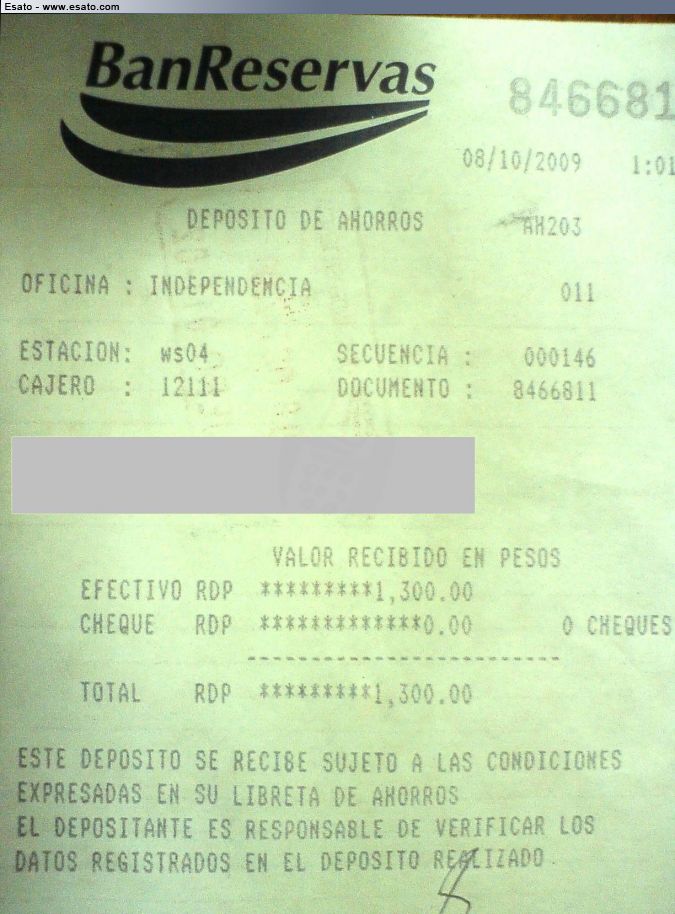 Esato - www.esato.com
BanReservas
8466811
08/10/2009 1:01
DEPOSITO DE AHORROS AH203
OFICINA : INDEPENDENCIA 011
ESTACION: ws04 SECUENCIA : 000146
CAJERO : 12111 DOCUMENTO : 8466811
VALOR RECIBIDO EN PESOS
EFECTIVO RDP *********1,300.00
CHEQUE RDP *************0.00 0 CHEQUES
-------------------------
TOTAL RDP *********1,300.00
ESTE DEPOSITO SE RECIBE SUJETO A LAS CONDICIONES
EXPRESADAS EN SU LIBRETA DE AHORROS
EL DEPOSITANTE ES RESPONSABLE DE VERIFICAR LOS
DATOS REGISTRADOS EN EL DEPOSITO REALIZADO.